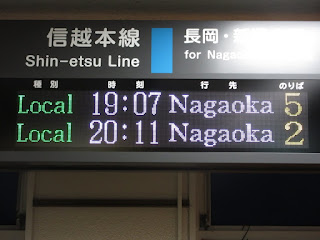 信越本線 長岡・
Shin-etsu Line for Nagao
種別 時刻 行先 のりば
Local 19:07 Nagaoka 5
Local 20:11 Nagaoka 2